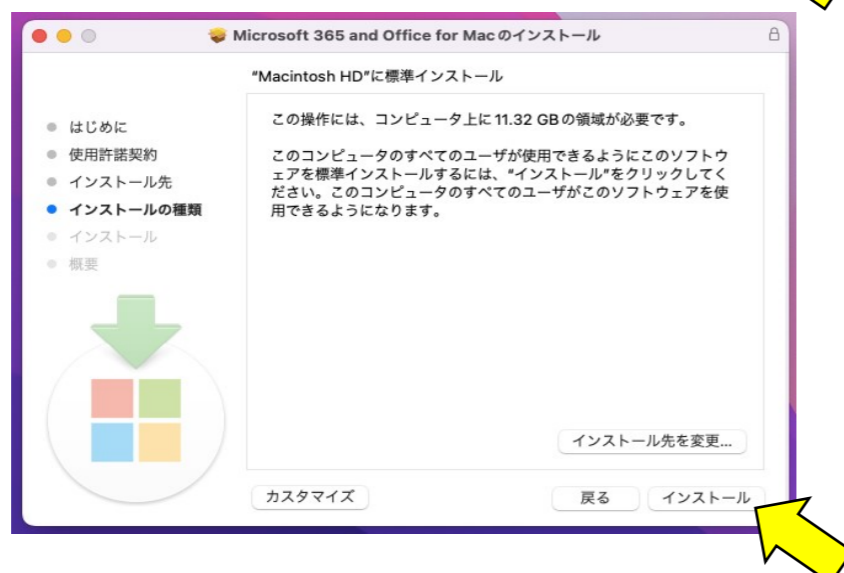 Microsoft 365 and Office for Macのインストール
“Macintosh HD”に標準インストール
はじめに
使用許諾契約
インストール先
インストールの種類
インストール
概要
この操作には、コンピュータ上に11.32 GBの領域が必要です。
このコンピュータのすべてのユーザが使用できるようにこのソフトウ
ェアを標準インストールするには、“インストール”をクリックしてく
ださい。このコンピュータのすべてのユーザがこのソフトウェアを使
用できるようになります。
インストール先を変更...
カスタマイズ
戻る
インストール